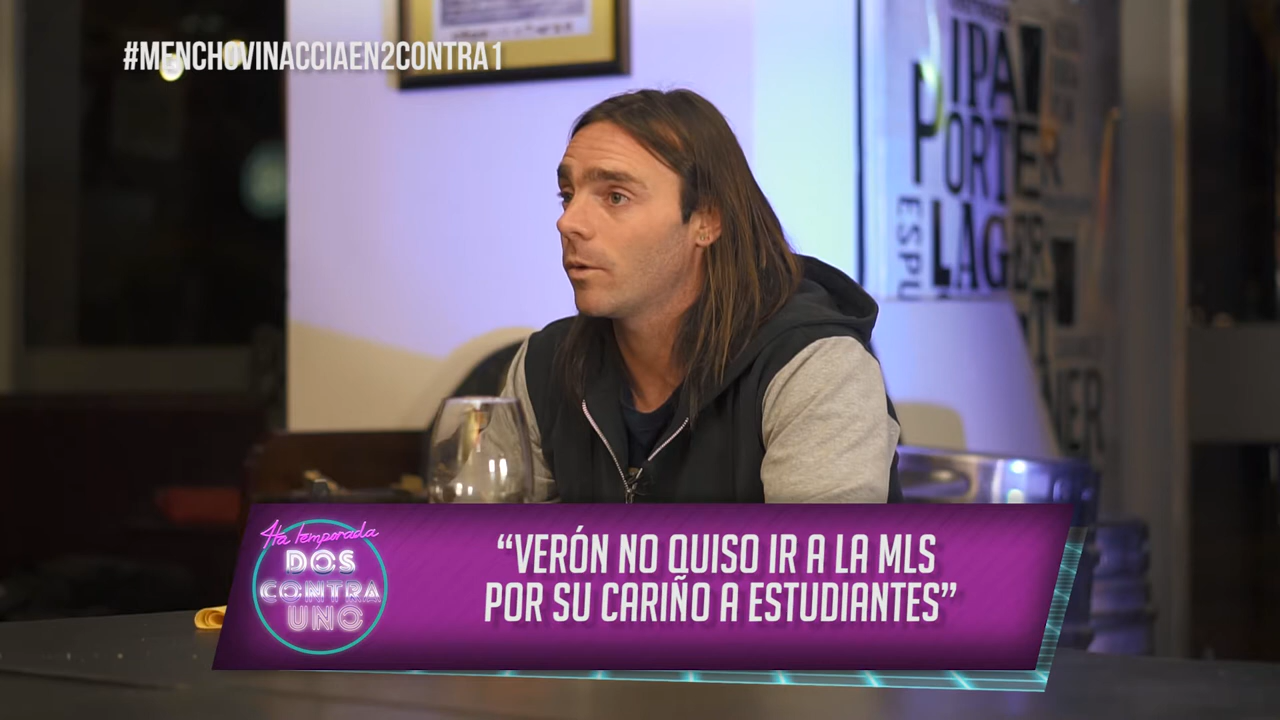 #MENCHOVINACCIAEN2CONTRA1
IPA
PORTER
LAGER
ESPU
4ta temporada
DOS
CONTRA
UNO
“VERÓN NO QUISO IR A LA MLS
POR SU CARIÑO A ESTUDIANTES”